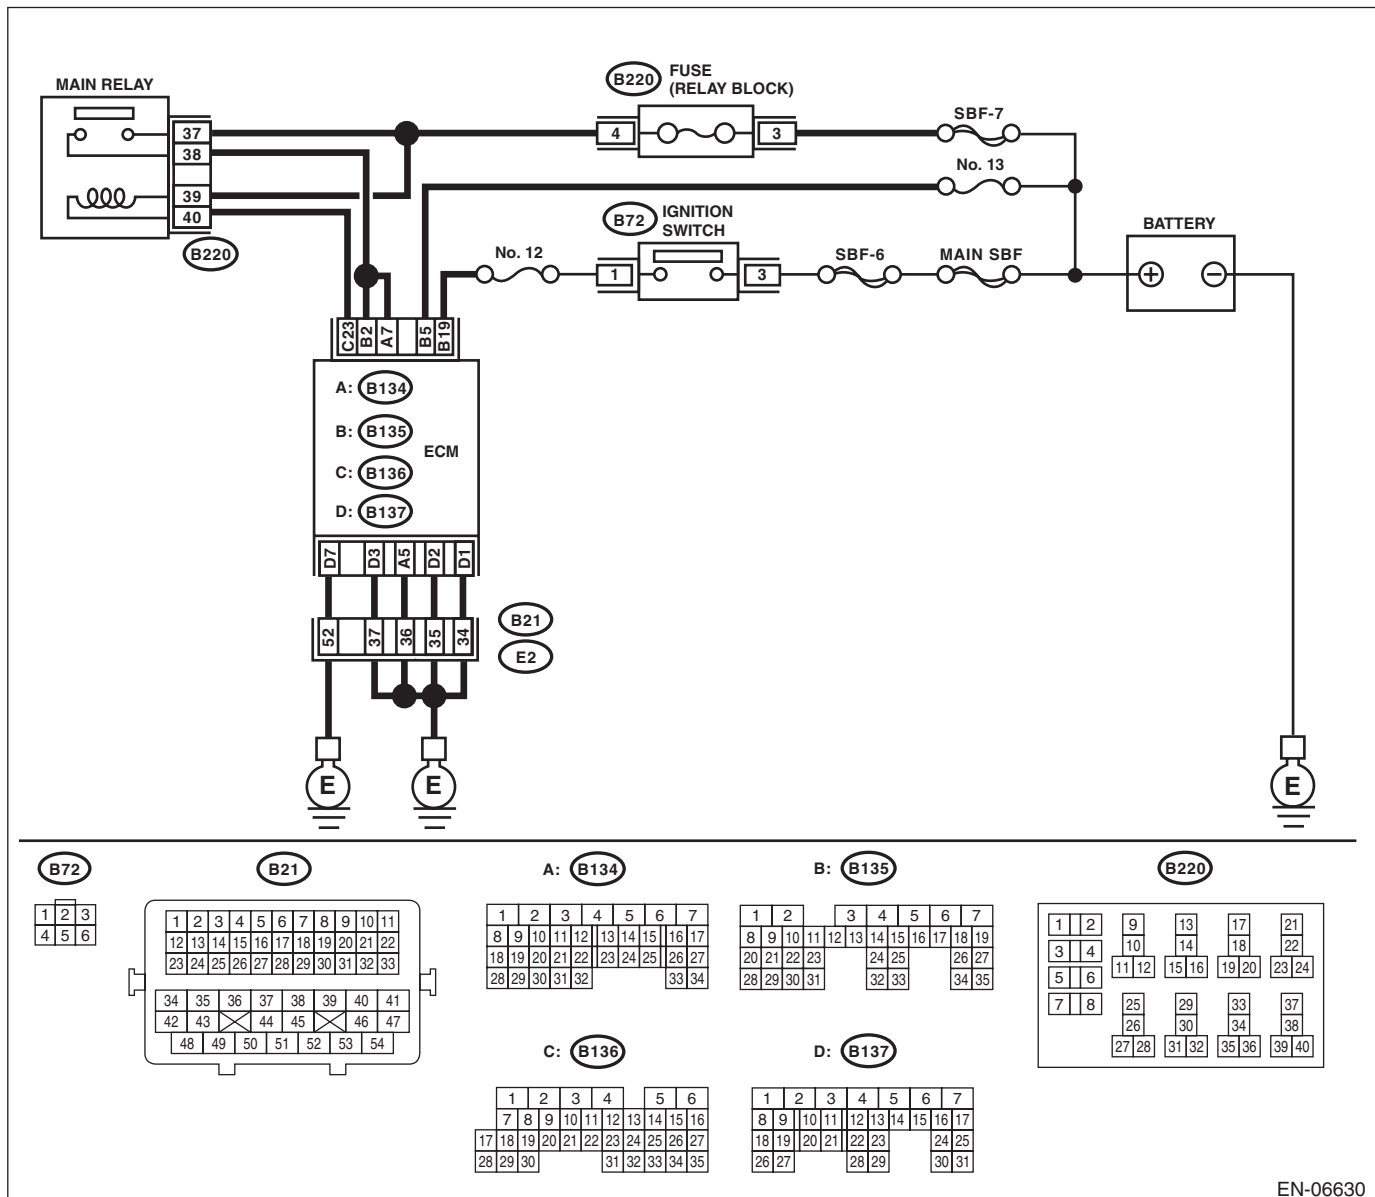 MAIN RELAY
B220 FUSE
(RELAY BLOCK)
SBF-7
37
38
39
40
4
3
No. 13
B220
B72 IGNITION
SWITCH
No. 12
1
3
SBF-6
MAIN SBF
BATTERY
+ −
C23 B2 A7 B5 B19
A: B134
B: B135
ECM
C: B136
D: B137
D7 D3 A5 D2 D1
B21
52 37 36 35 34
E2
E E E
B72
1 2 3
4 5 6
B21
1 2 3 4 5 6 7 8 9 10 11
12 13 14 15 16 17 18 19 20 21 22
23 24 25 26 27 28 29 30 31 32 33
34 35 36 37 38 39 40 41
42 43 44 45 46 47
48 49 50 51 52 53 54
A: B134
1 2 3 4 5 6 7
8 9 10 11 12 13 14 15 16 17
18 19 20 21 22 23 24 25 26 27
28 29 30 31 32 33 34
B: B135
1 2 3 4 5 6 7
8 9 10 11 12 13 14 15 16 17 18 19
20 21 22 23 24 25 26 27
28 29 30 31 32 33 34 35
C: B136
1 2 3 4 5 6
7 8 9 10 11 12 13 14 15 16
17 18 19 20 21 22 23 24 25 26 27
28 29 30 31 32 33 34 35
D: B137
1 2 3 4 5 6 7
8 9 10 11 12 13 14 15 16 17
18 19 20 21 22 23 24 25
26 27 28 29 30 31
B220
1 2 9 13 17 21
3 4 10 14 18 22
5 6 11 12 15 16 19 20 23 24
7 8 25 29 33 37
26 30 34 38
27 28 31 32 35 36 39 40
EN-06630